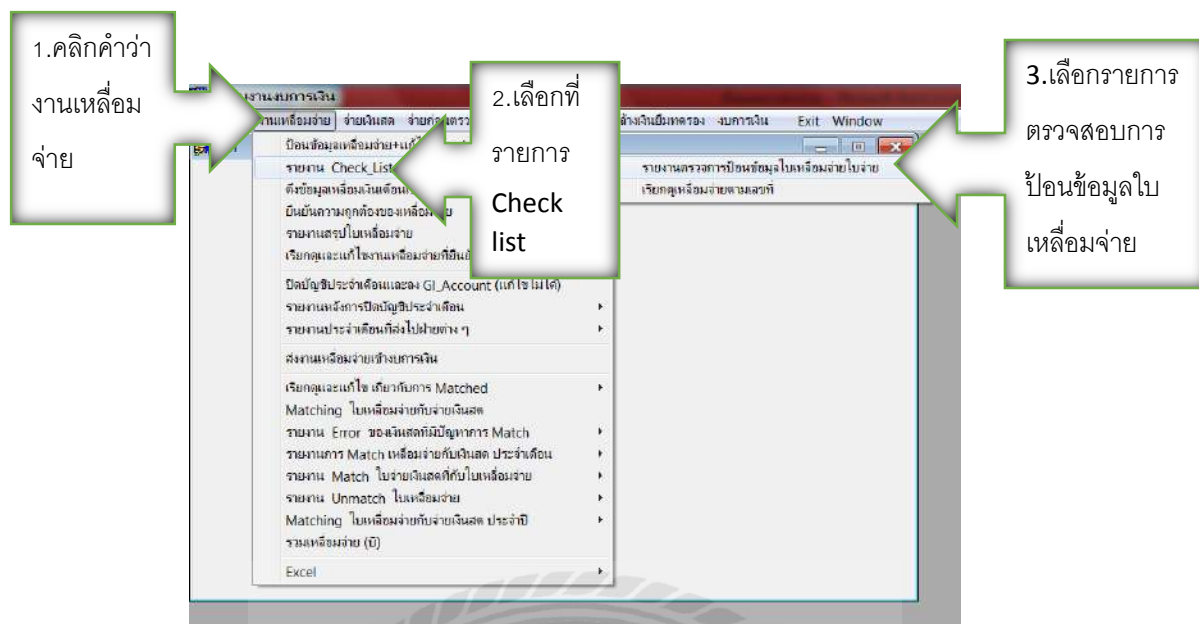 1.คลิกคำว่า
งานเหลื่อม
จ่าย
2.เลือกที่
รายการ
Check
list
3.เลือกรายการ
ตรวจสอบการ
ป้อนข้อมูลใบ
เหลื่อมจ่าย
งานงบการเงิน
งานเหลื่อมจ่าย จ่ายเงินสด ล้างเงินยืมทดรอง งบการเงิน Exit Window
ป้อนข้อมูลเหลื่อมจ่าย
รายงาน Check_List
รายงานตรวจการป้อนข้อมูลใบเหลื่อมจ่ายใบจ่าย
เรียกดูเหลื่อมจ่ายตามเลขที่
ดึงข้อมูลเหลื่อมเงินเดือน
ยืนยันความถูกต้องของเหลื่อม
รายงานสรุปใบเหลื่อมจ่าย
เรียกดูและแก้ไขงานเหลื่อมจ่ายที่ยืน
ปิดบัญชีประจำเดือนและลง Gl_Account (แก้ไขไม่ได้)
รายงานหลังการปิดบัญชีประจำเดือน
รายงานประจำเดือนที่ส่งไปฝ่ายต่าง ๆ
ส่งงานเหลื่อมจ่ายเข้างบการเงิน
เรียกดูและแก้ไข เกี่ยวกับการ Matched
Matching ใบเหลื่อมจ่ายกับจ่ายเงินสด
รายงาน Error ของเงินสดที่มีปัญหาการ Match
รายงานการ Match เหลื่อมจ่ายกับเงินสด ประจำเดือน
รายงาน Match ใบจ่ายเงินสดที่กับใบเหลื่อมจ่าย
รายงาน Unmatch ใบเหลื่อมจ่าย
Matching ใบเหลื่อมจ่ายกับจ่ายเงินสด ประจำปี
รวมเหลื่อมจ่าย (ปี)
Excel